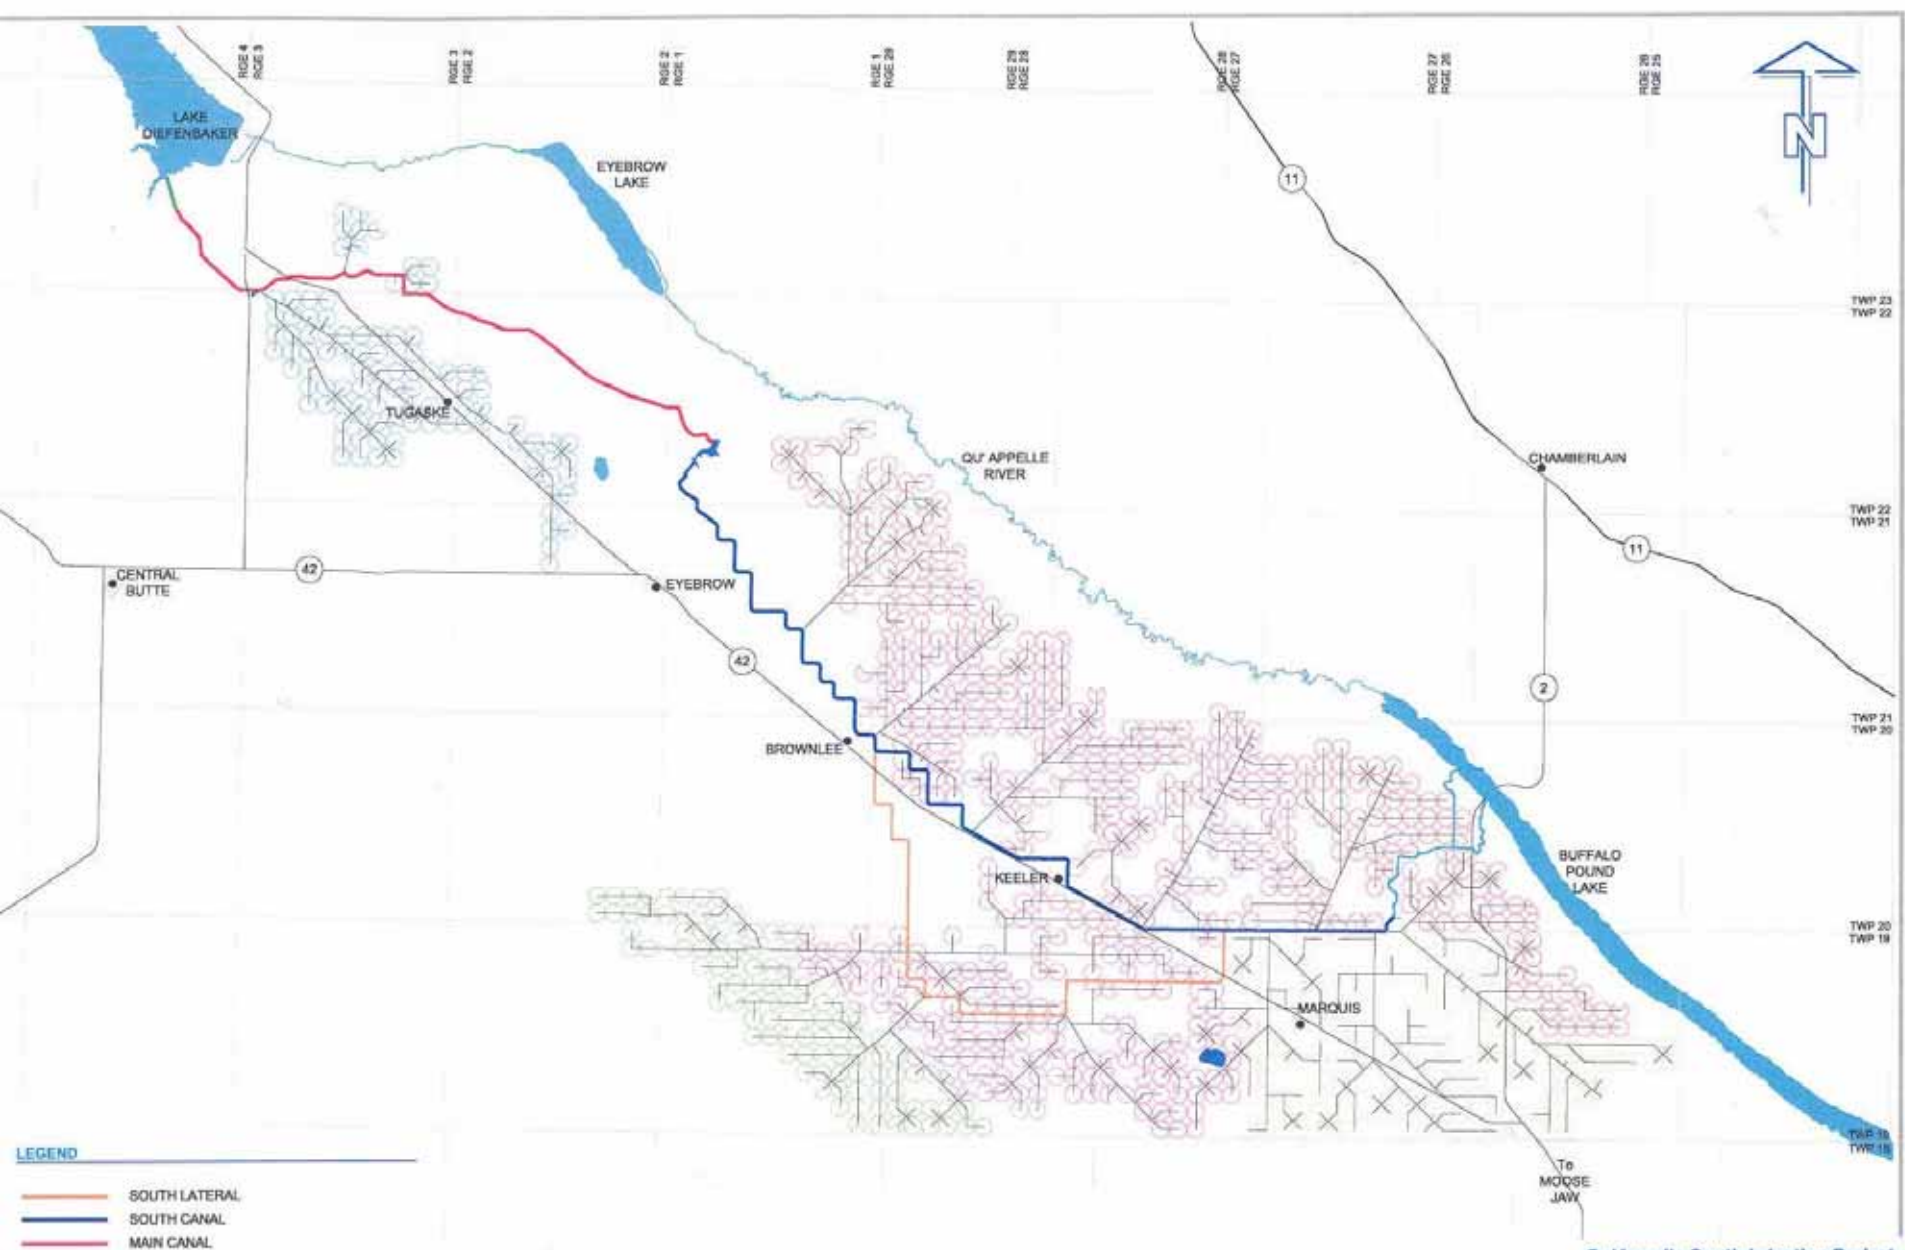 RGE 4
RGE 3
RGE 3
RGE 2
RGE 2
RGE 1
RGE 1
RGE 29
RGE 29
RGE 28
RGE 28
RGE 27
RGE 27
RGE 26
RGE 26
RGE 25
N
LAKE
DIEFENBAKER
EYEBROW
LAKE
11
TWP 23
TWP 22
TUGASKE
QU' APPELLE
RIVER
CHAMBERLAIN
TWP 22
TWP 21
11
42
CENTRAL
BUTTE
EYEBROW
42
2
TWP 21
TWP 20
BROWNLEE
KEELER
BUFFALO
POUND
LAKE
TWP 20
TWP 19
MARQUIS
TWP 19
TWP 18
To
MOOSE
JAW
LEGEND
SOUTH LATERAL
SOUTH CANAL
MAIN CANAL